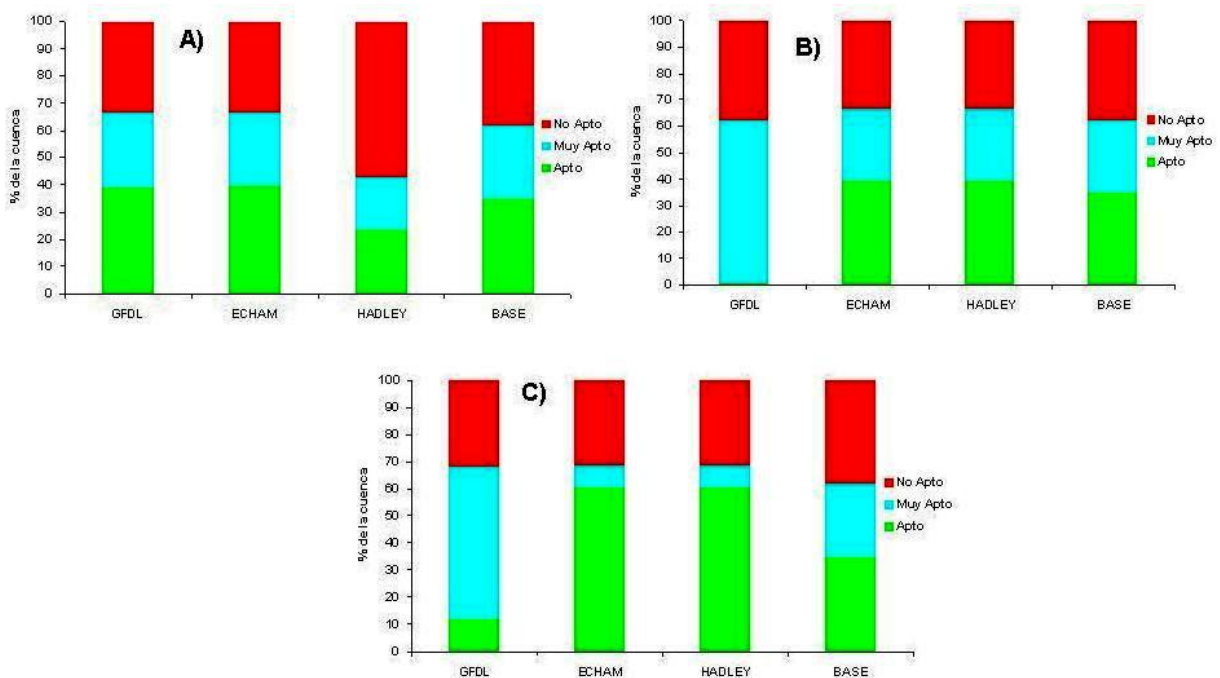 A)
% de la cuenca
100
90
80
70
60
50
40
30
20
10
0
GFDL ECHAM HADLEY BASE
No Apto
Muy Apto
Apto
B)
% de la cuenca
100
90
80
70
60
50
40
30
20
10
0
GFDL ECHAM HADLEY BASE
No Apto
Muy Apto
Apto
C)
% de la cuenca
100
90
80
70
60
50
40
30
20
10
0
GFDL ECHAM HADLEY BASE
No Apto
Muy Apto
Apto